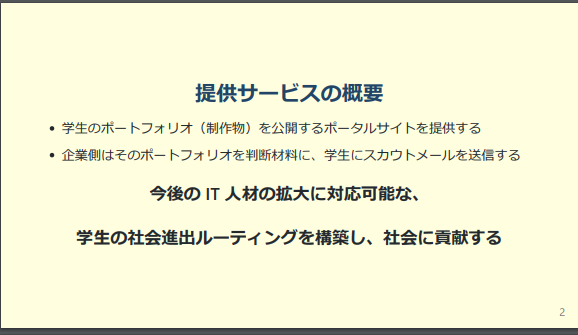 提供サービスの概要
• 学生のポートフォリオ（制作物）を公開するポータルサイトを提供する
• 企業側はそのポートフォリオを判断材料に、学生にスカウトメールを送信する
今後の IT 人材の拡大に対応可能な、
学生の社会進出ルーティングを構築し、社会に貢献する
2